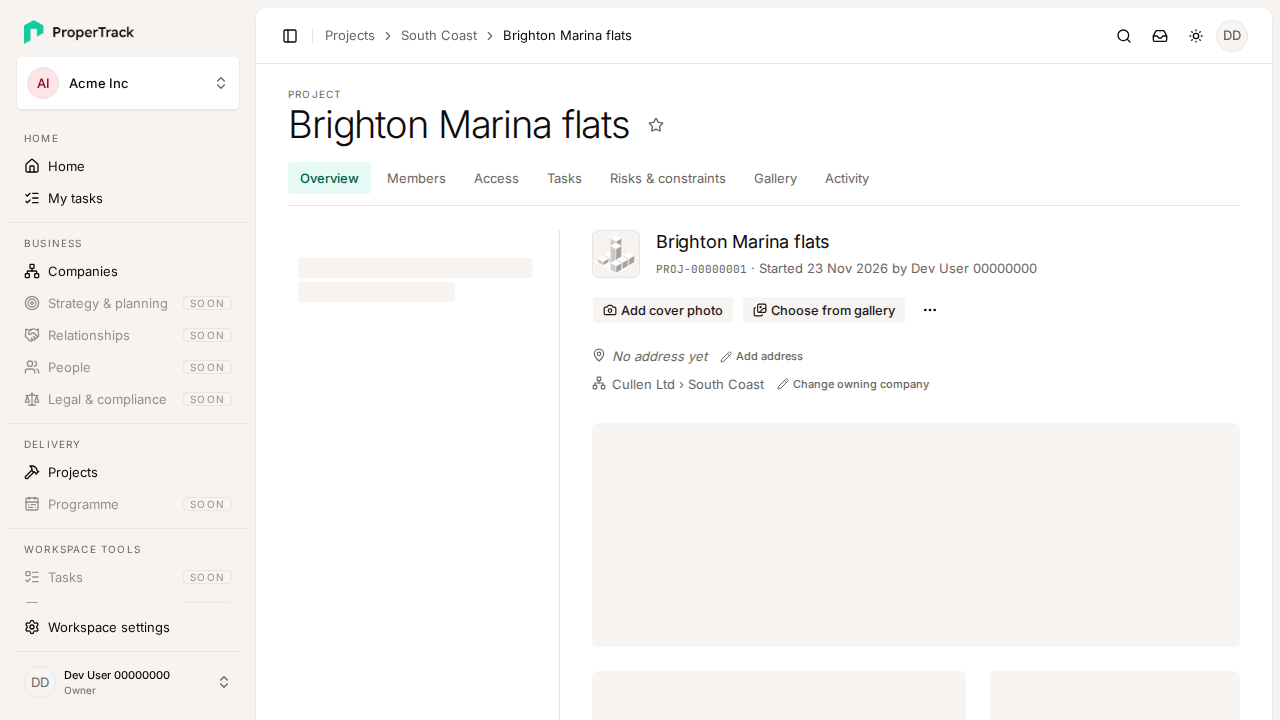 ProperTrack
AI
Acme Inc
HOME
Home
My tasks
BUSINESS
Companies
Strategy & planning SOON
Relationships SOON
People SOON
Legal & compliance SOON
DELIVERY
Projects
Programme SOON
WORKSPACE TOOLS
Tasks SOON
Workspace settings
DD
Dev User 00000000
Owner
Projects > South Coast > Brighton Marina flats
DD
PROJECT
Brighton Marina flats
Overview Members Access Tasks Risks & constraints Gallery Activity
Brighton Marina flats
PROJ-00000001 · Started 23 Nov 2026 by Dev User 00000000
Add cover photo Choose from gallery
No address yet Add address
Cullen Ltd › South Coast Change owning company